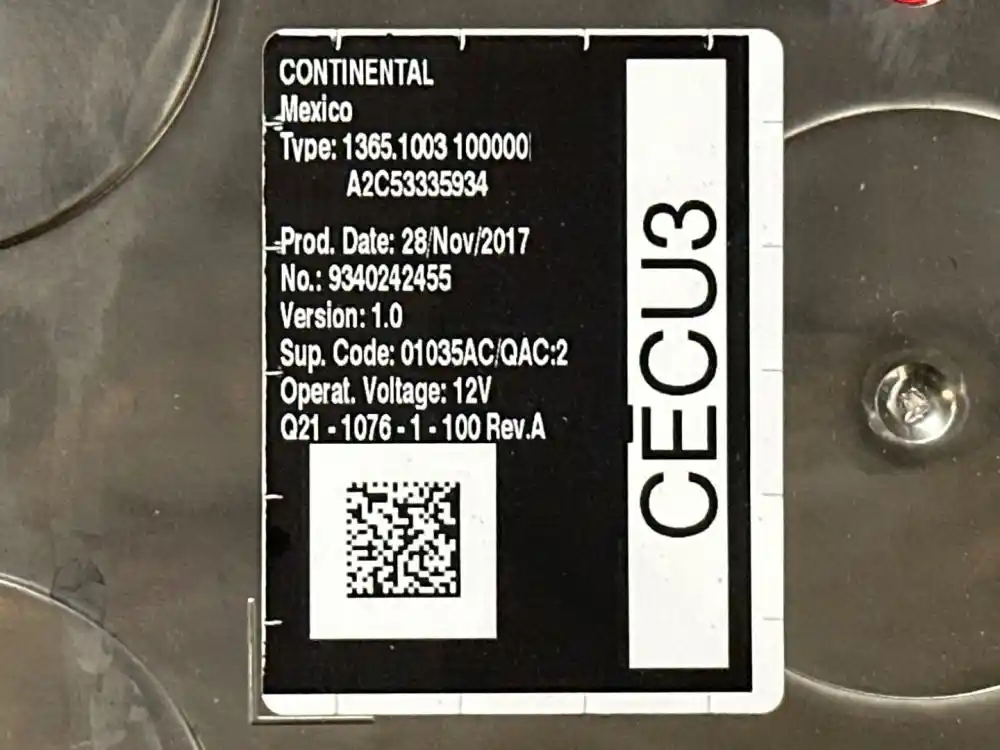 CONTINENTAL
Mexico
Type: 1365.1003 100000
A2C53335934
Prod. Date: 28/Nov/2017
No.: 9340242455
Version: 1.0
Sup. Code: 01035AC/QAC:2
Operat. Voltage: 12V
Q21 - 1076 - 1 - 100 Rev.A
CECU3